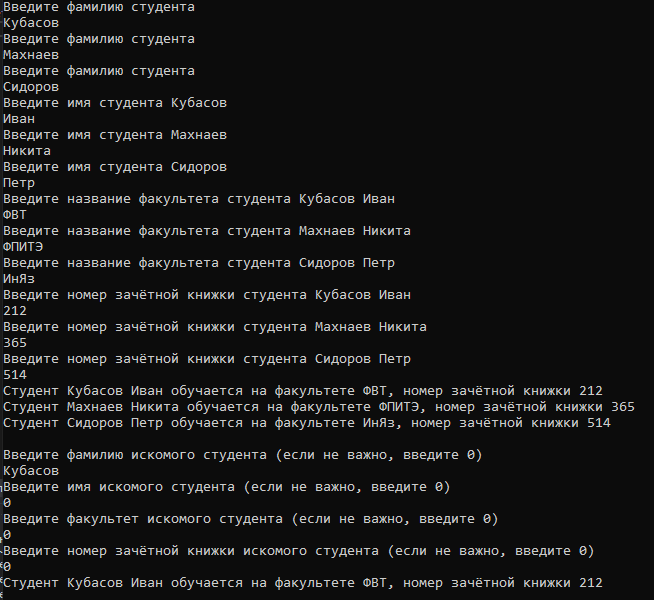 Введите фамилию студента
Кубасов
Введите фамилию студента
Махнаев
Введите фамилию студента
Сидоров
Введите имя студента Кубасов
Иван
Введите имя студента Махнаев
Никита
Введите имя студента Сидоров
Петр
Введите название факультета студента Кубасов Иван
ФВТ
Введите название факультета студента Махнаев Никита
ФПИТЭ
Введите название факультета студента Сидоров Петр
ИнЯз
Введите номер зачётной книжки студента Кубасов Иван
212
Введите номер зачётной книжки студента Махнаев Никита
365
Введите номер зачётной книжки студента Сидоров Петр
514
Студент Кубасов Иван обучается на факультете ФВТ, номер зачётной книжки 212
Студент Махнаев Никита обучается на факультете ФПИТЭ, номер зачётной книжки 365
Студент Сидоров Петр обучается на факультете ИнЯз, номер зачётной книжки 514
Введите фамилию искомого студента (если не важно, введите 0)
Кубасов
Введите имя искомого студента (если не важно, введите 0)
0
Введите факультет искомого студента (если не важно, введите 0)
0
Введите номер зачётной книжки искомого студента (если не важно, введите 0)
0
Студент Кубасов Иван обучается на факультете ФВТ, номер зачётной книжки 212